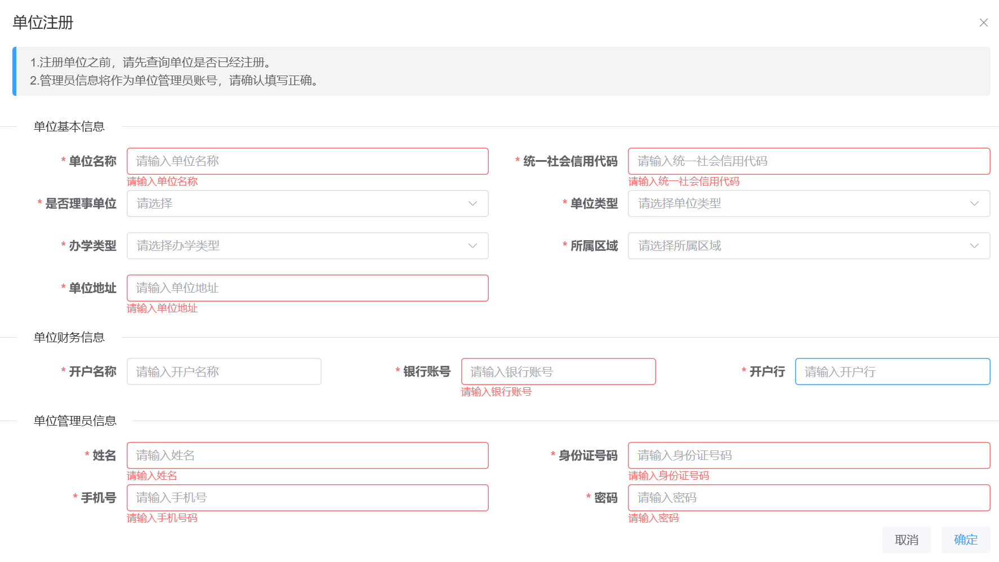 单位注册
1.注册单位之前，请先查询单位是否已经注册。
2.管理员信息将作为单位管理员账号，请确认填写正确。
单位基本信息
* 单位名称 请输入单位名称 * 统一社会信用代码 请输入统一社会信用代码
请输入单位名称 请输入统一社会信用代码
* 是否理事单位 请选择 * 单位类型 请选择单位类型
* 办学类型 请选择办学类型 * 所属区域 请选择所属区域
* 单位地址 请输入单位地址
请输入单位地址
单位财务信息
* 开户名称 请输入开户名称 * 银行账号 请输入银行账号 * 开户行 请输入开户行
请输入银行账号
单位管理员信息
* 姓名 请输入姓名 * 身份证号码 请输入身份证号码
请输入姓名 请输入身份证号码
* 手机号 请输入手机号 * 密码 请输入密码
请输入手机号码 请输入密码
取消 确定